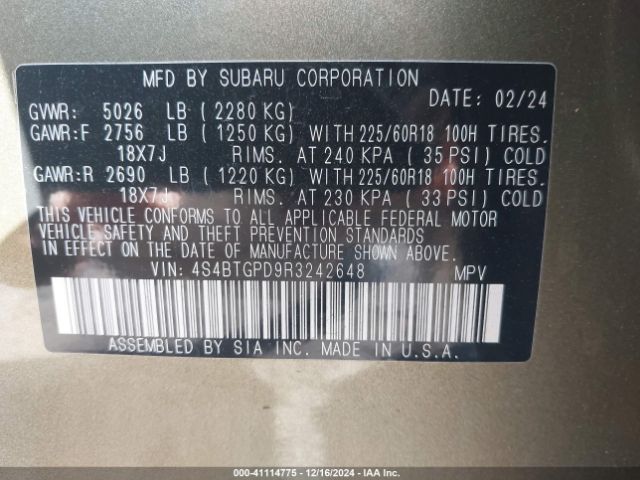 MFD BY SUBARU CORPORATION
DATE: 02/24
GVWR: 5026 LB ( 2280 KG)
GAWR:F 2756 LB ( 1250 KG) WITH 225/60R18 100H TIRES.
18X7J RIMS. AT 240 KPA ( 35 PSI) COLD
GAWR:R 2690 LB ( 1220 KG) WITH 225/60R18 100H TIRES.
18X7J RIMS. AT 230 KPA ( 33 PSI) COLD
THIS VEHICLE CONFORMS TO ALL APPLICABLE FEDERAL MOTOR
VEHICLE SAFETY AND THEFT PREVENTION STANDARDS
IN EFFECT ON THE DATE OF MANUFACTURE SHOWN ABOVE.
VIN: 4S4BTGPD9R3242648 MPV
ASSEMBLED BY SIA INC. MADE IN U.S.A.
000-41114775 - 12/16/2024 - IAA Inc.